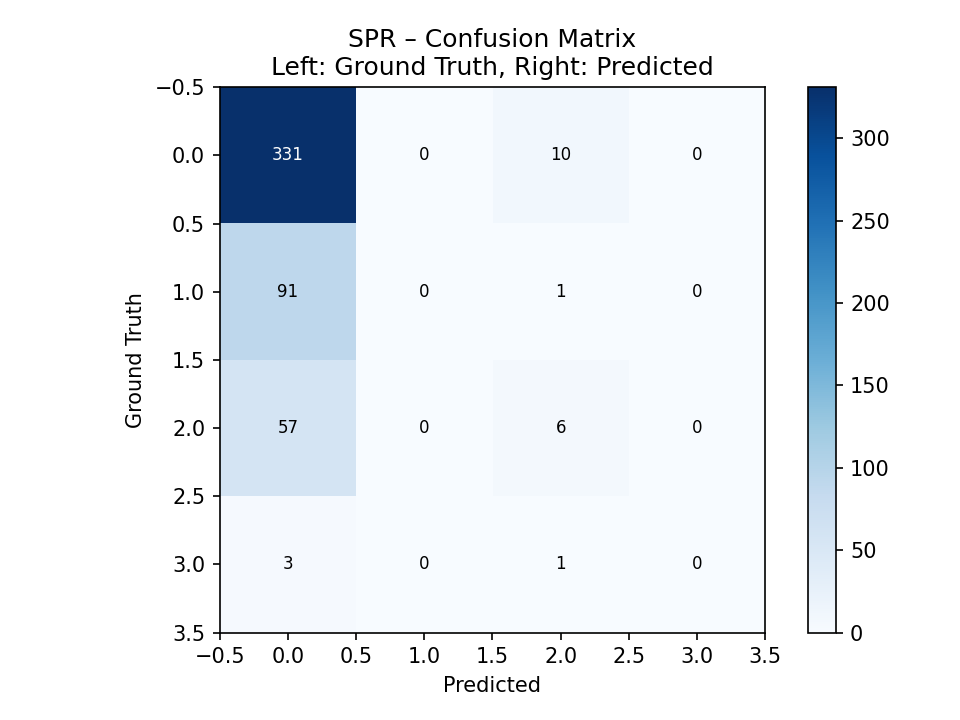 SPR – Confusion Matrix
Left: Ground Truth, Right: Predicted
Ground Truth
−0.5
0.0
0.5
1.0
1.5
2.0
2.5
3.0
3.5
331 0 10 0
91 0 1 0
57 0 6 0
3 0 1 0
−0.5 0.0 0.5 1.0 1.5 2.0 2.5 3.0 3.5
Predicted
300
250
200
150
100
50
0